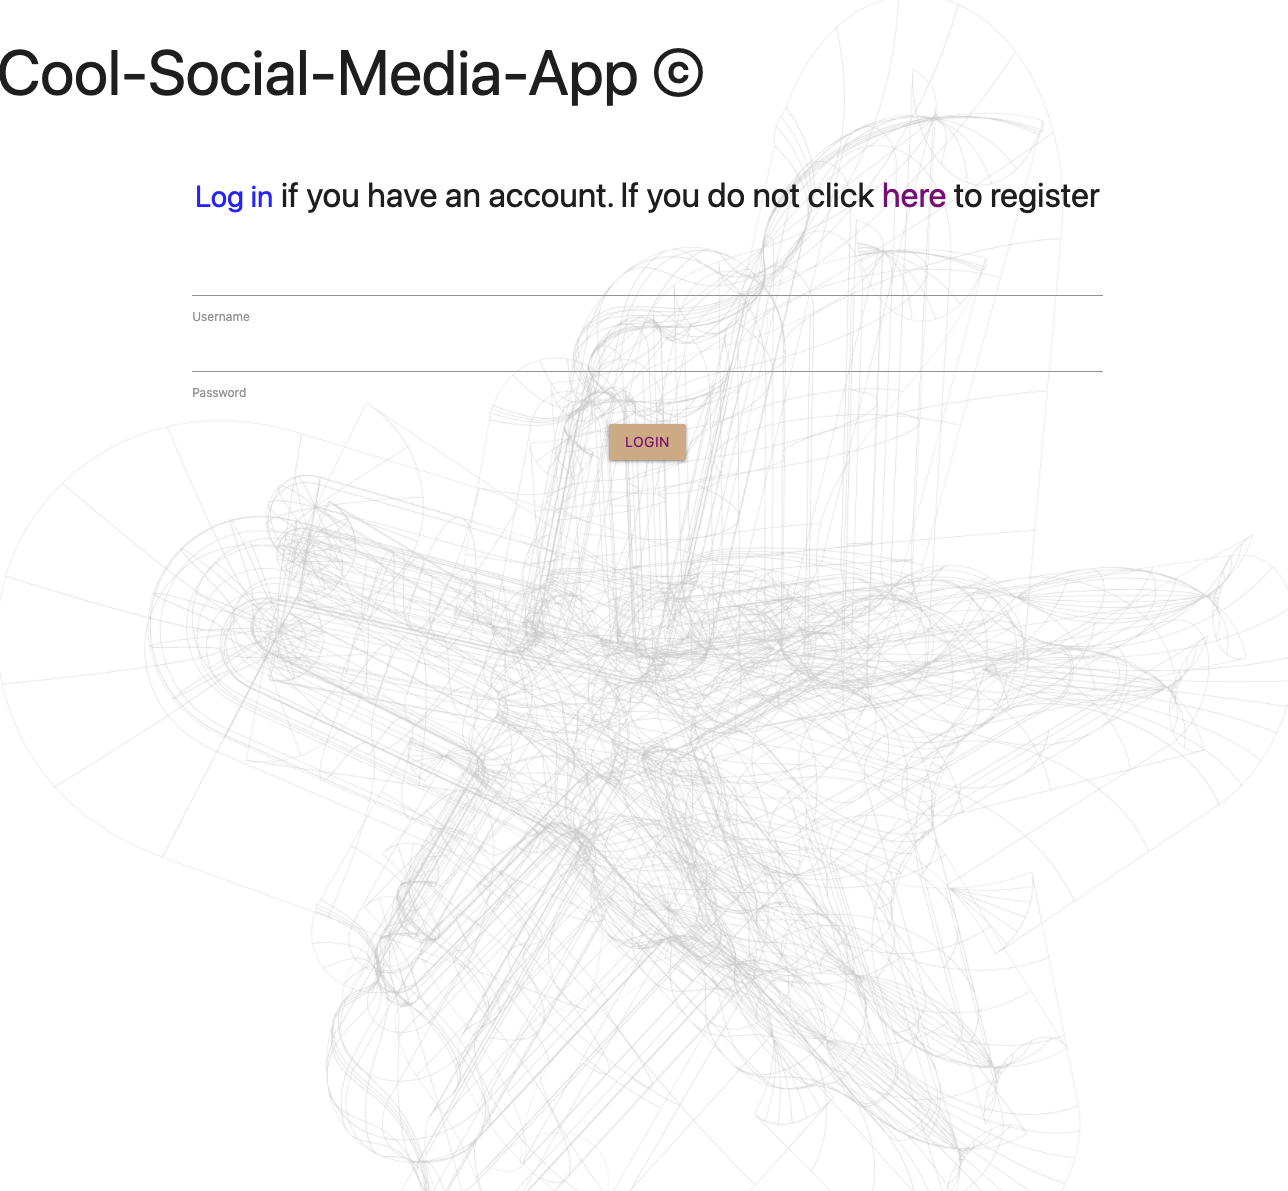 Cool-Social-Media-App ©
Log in if you have an account. If you do not click here to register
Username
Password
LOGIN